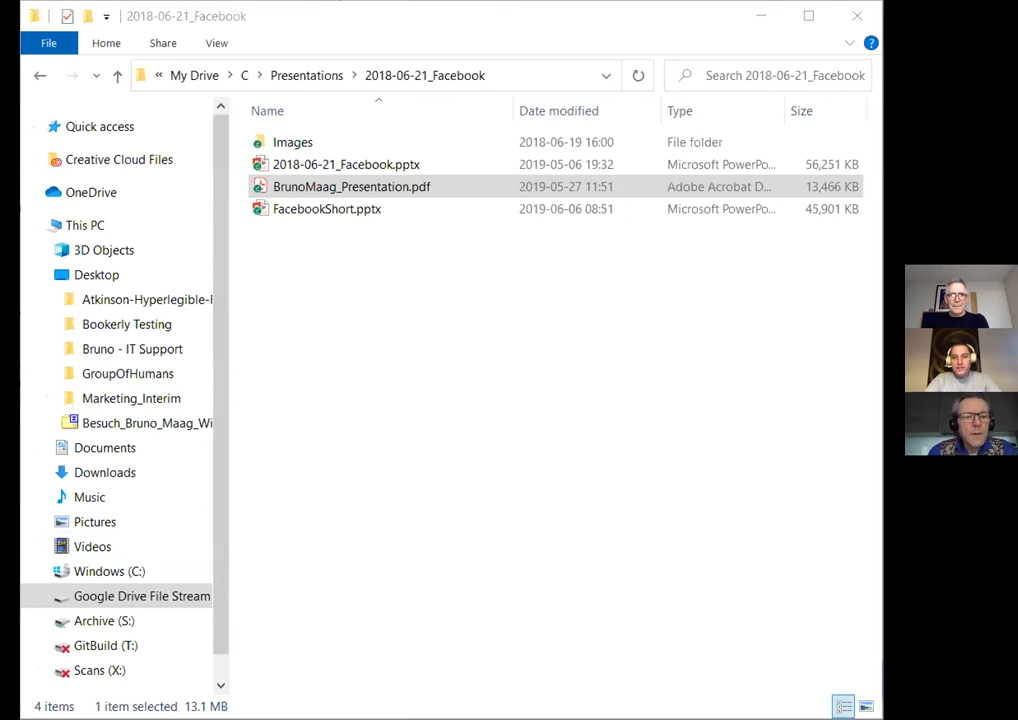 2018-06-21_Facebook
File Home Share View
« My Drive > C > Presentations > 2018-06-21_Facebook
Search 2018-06-21_Facebook
Name Date modified Type Size
Images 2018-06-19 16:00 File folder
2018-06-21_Facebook.pptx 2019-05-06 19:32 Microsoft PowerPo... 56,251 KB
BrunoMaag_Presentation.pdf 2019-05-27 11:51 Adobe Acrobat D... 13,466 KB
FacebookShort.pptx 2019-06-06 08:51 Microsoft PowerPo... 45,901 KB
Quick access
Creative Cloud Files
OneDrive
This PC
3D Objects
Desktop
Atkinson-Hyperlegible-F
Bookerly Testing
Bruno - IT Support
GroupOfHumans
Marketing_Interim
Besuch_Bruno_Maag_Wi
Documents
Downloads
Music
Pictures
Videos
Windows (C:)
Google Drive File Stream
Archive (S:)
GitBuild (T:)
Scans (X:)
4 items 1 item selected 13.1 MB